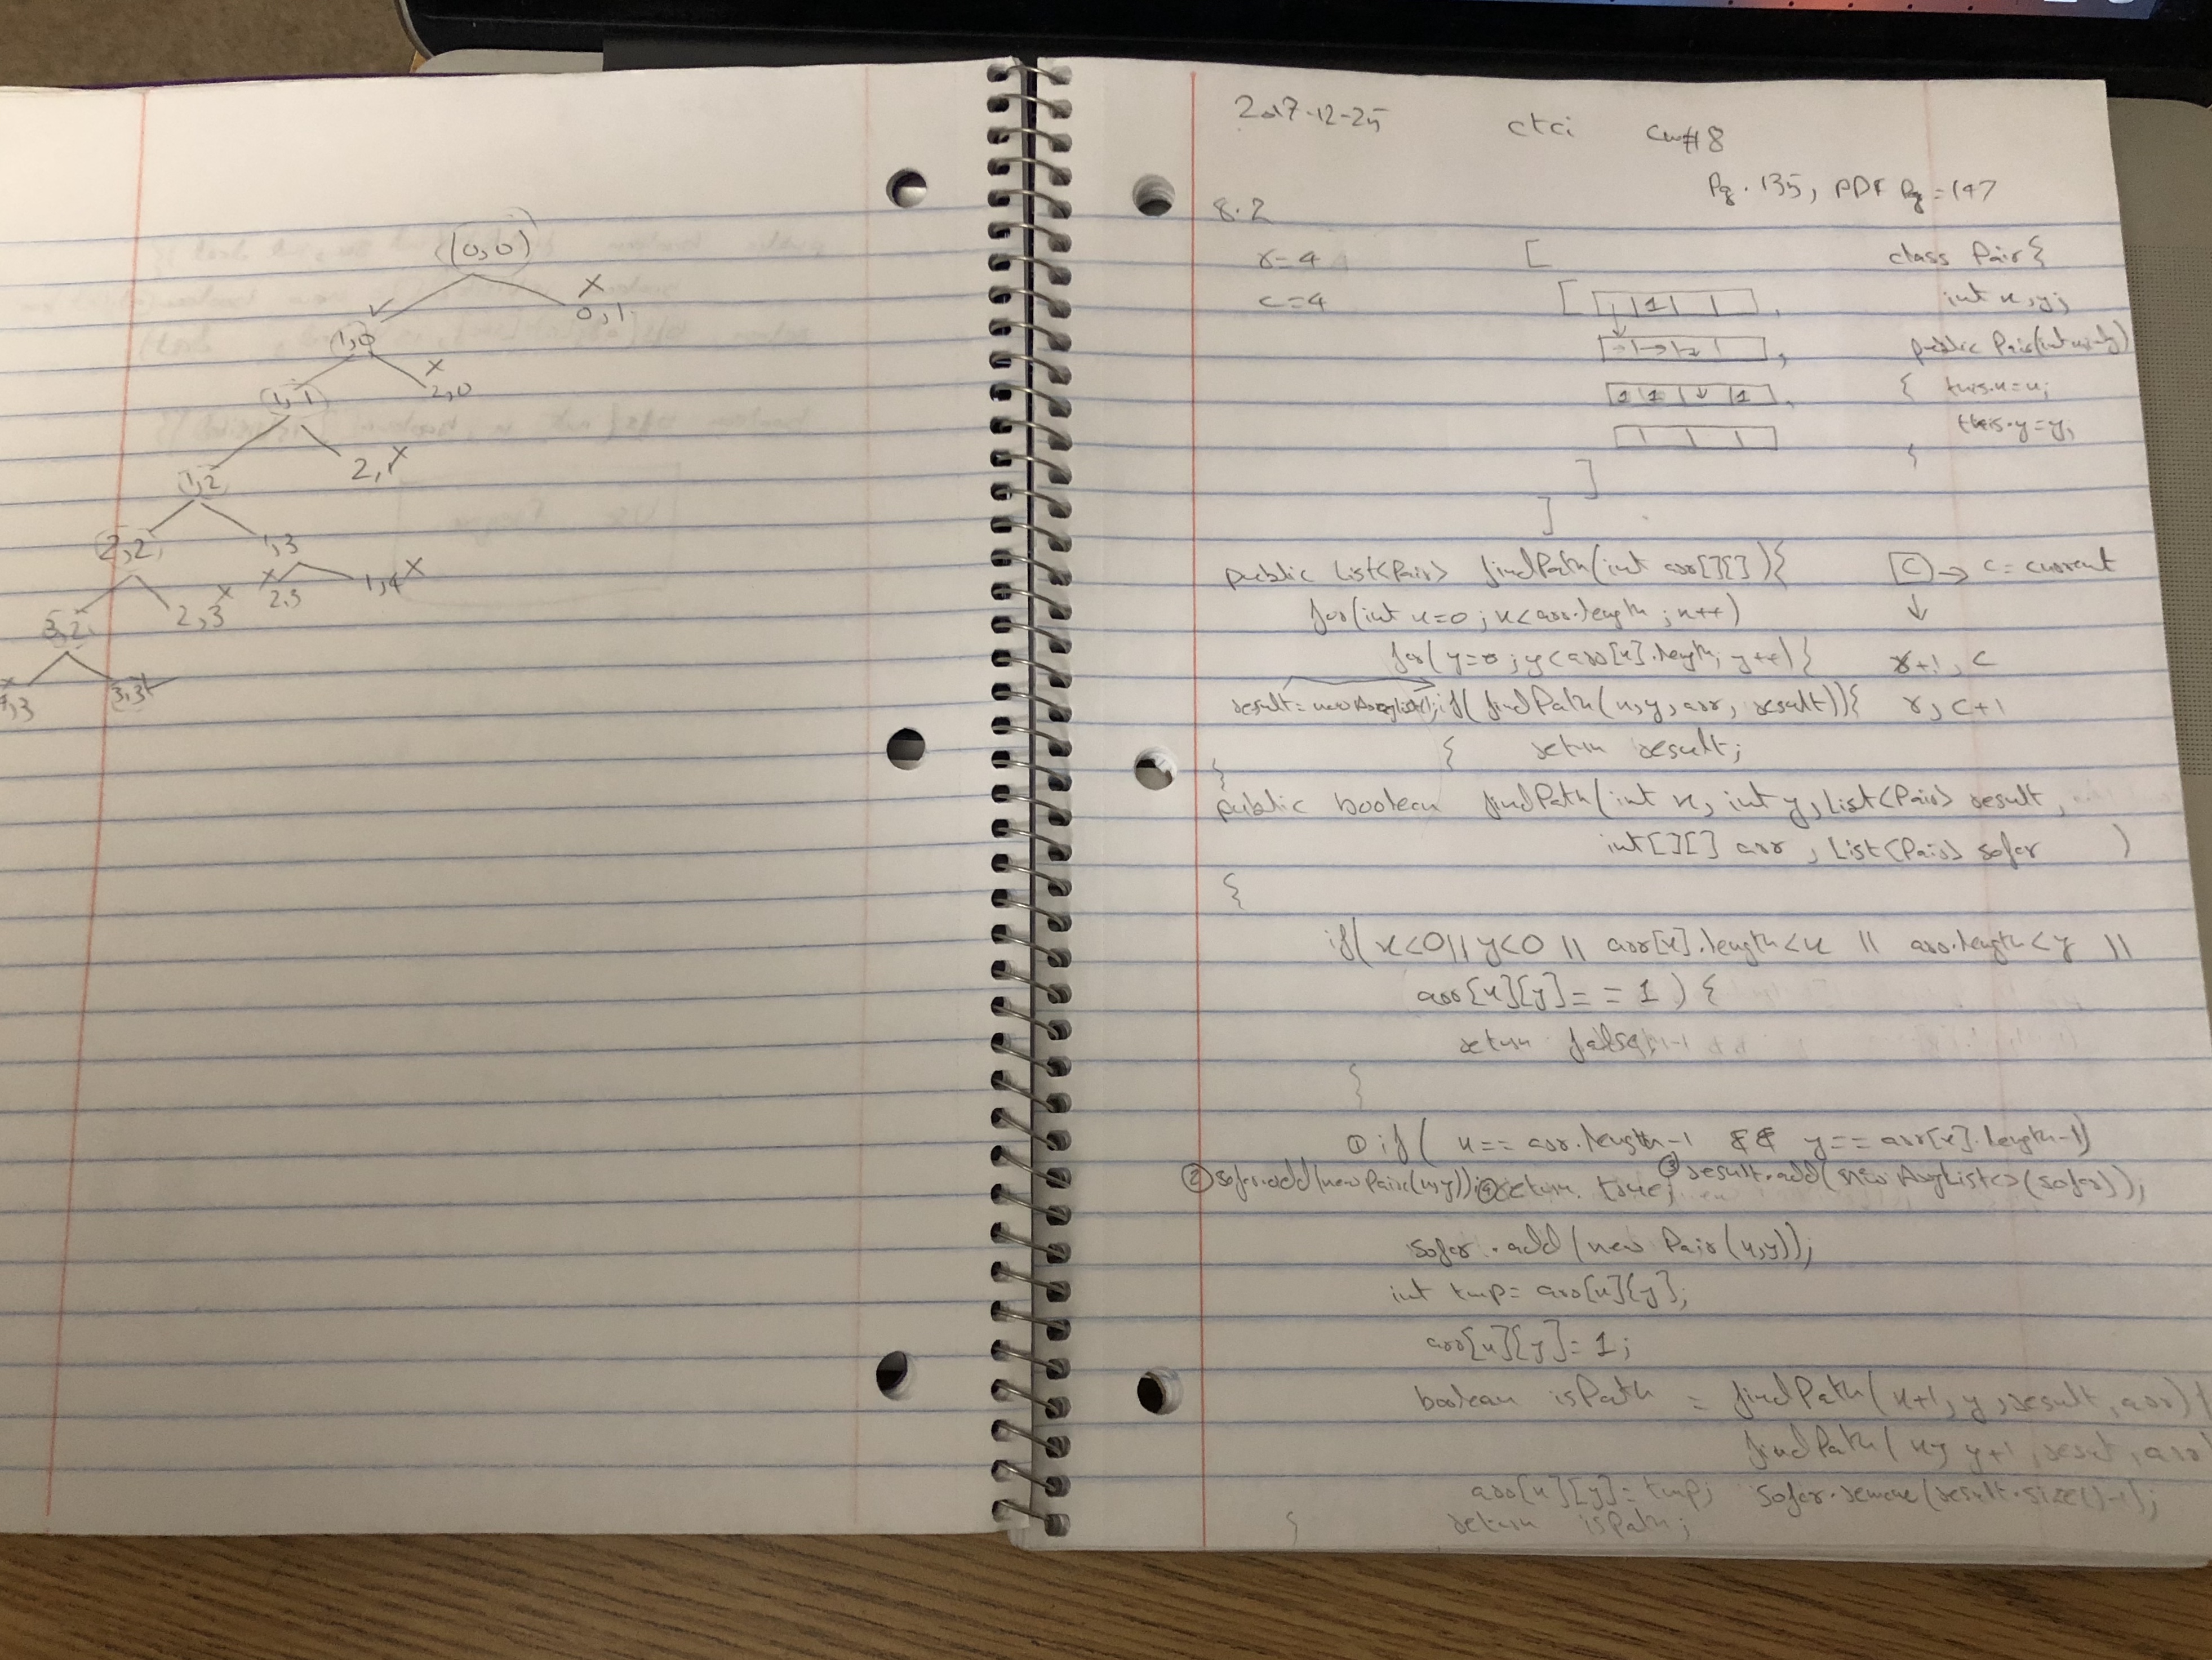 (0,0)
✓ x
1,0 0,1
x
1,1 2,0
1,2 2,1 x
2,2 1,3
x x 1,4 x
3,2 2,3 2,3
x
4,3 3,3
2017-12-25 ctci
#8
Pg. 135, PDF Pg = 147
8.2
r=4 [ class Pair{
c=4 [ 1 , int x,y;
, public Pair(int x,int y)
1 1 ↓ 1 , { this.x=x;
this.y=y;
] }
]
public List<Pair> findPath(int arr[][]){ [C]→ c = current
for(int x=0; x<arr.length; x++) ↓
for( y=0; y<arr[x].length; y++){ r+1, c
result = new ArrayList(); if( findPath(x,y,arr, result)){ r, c+1
} return result;
}
public boolean findPath(int x, int y, List<Pair> result,
int[][] arr, List<Pair> sofar )
{
if( x<0 || y<0 || arr[x].length<x || arr.length<y ||
arr[x][y] = = 1 ) {
return false;
}
① if( x== arr.length-1 && y== arr[x].length-1)
② sofar.add(new Pair(x,y)); ④ return true; ③ result.add(new ArrayList<>(sofar));
sofar.add(new Pair(x,y));
int tmp= arr[x][y];
arr[x][y]=1;
boolean isPath = findPath(x+1, y, result, arr)
findPath( x, y+1, result, arr
arr[x][y]=tmp; sofar.remove(result.size()-1);
} return isPath;